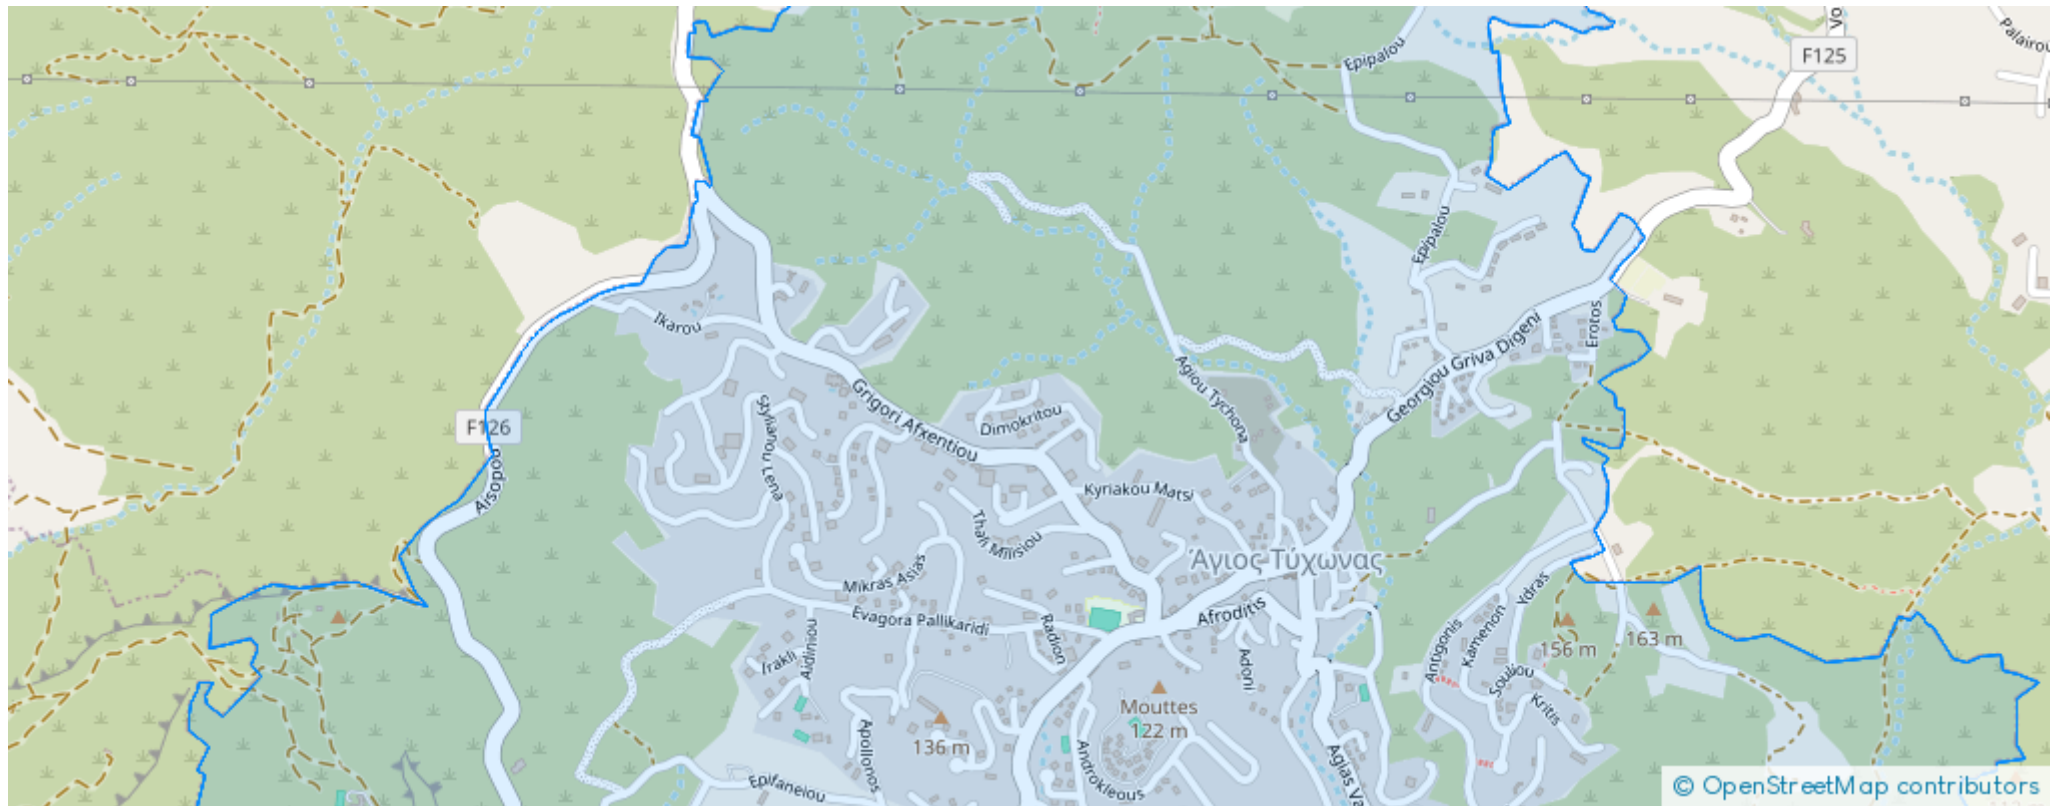 Palairou
F125
Epipalou
Epipalou
Ikarou
Erotos
Georgiou Griva Digeni
Agiou Tychona
Grigori Afxentiou
Dimokritou
Stylianou Lena
F126
Aisopou
Kyriakou Matsi
Thali Milisiou
Άγιος Τύχωνας
Mikras Asias
Evagora Pallikaridi
Afroditis
Ydras
Kamenon
Antigonis
156 m
163 m
Radion
Aidiniou
Irakli
Adoni
Souliou
Kritis
Mouttes
122 m
136 m
Apollonos
Androkleous
Agias Va
Epifaneiou
© OpenStreetMap contributors